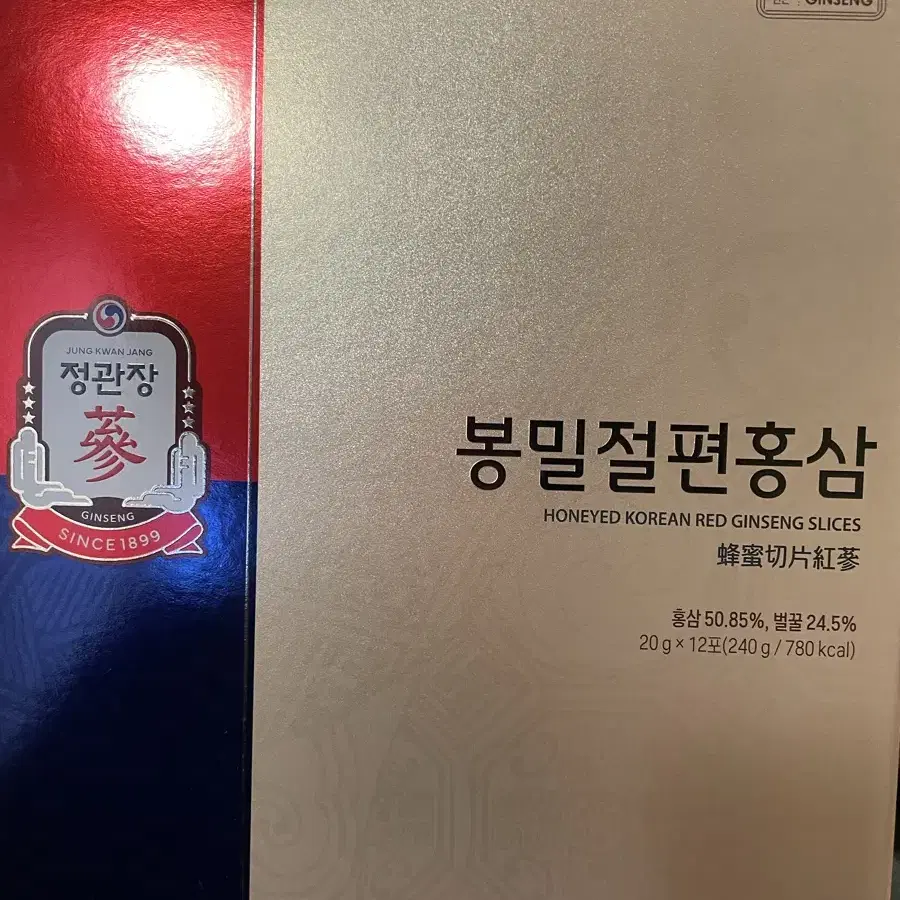 GINSENG
JUNG KWAN JANG
정관장
蔘
GINSENG
SINCE 1899
봉밀절편홍삼
HONEYED KOREAN RED GINSENG SLICES
蜂蜜切片紅蔘
홍삼 50.85%, 벌꿀 24.5%
20 g × 12포(240 g / 780 kcal)